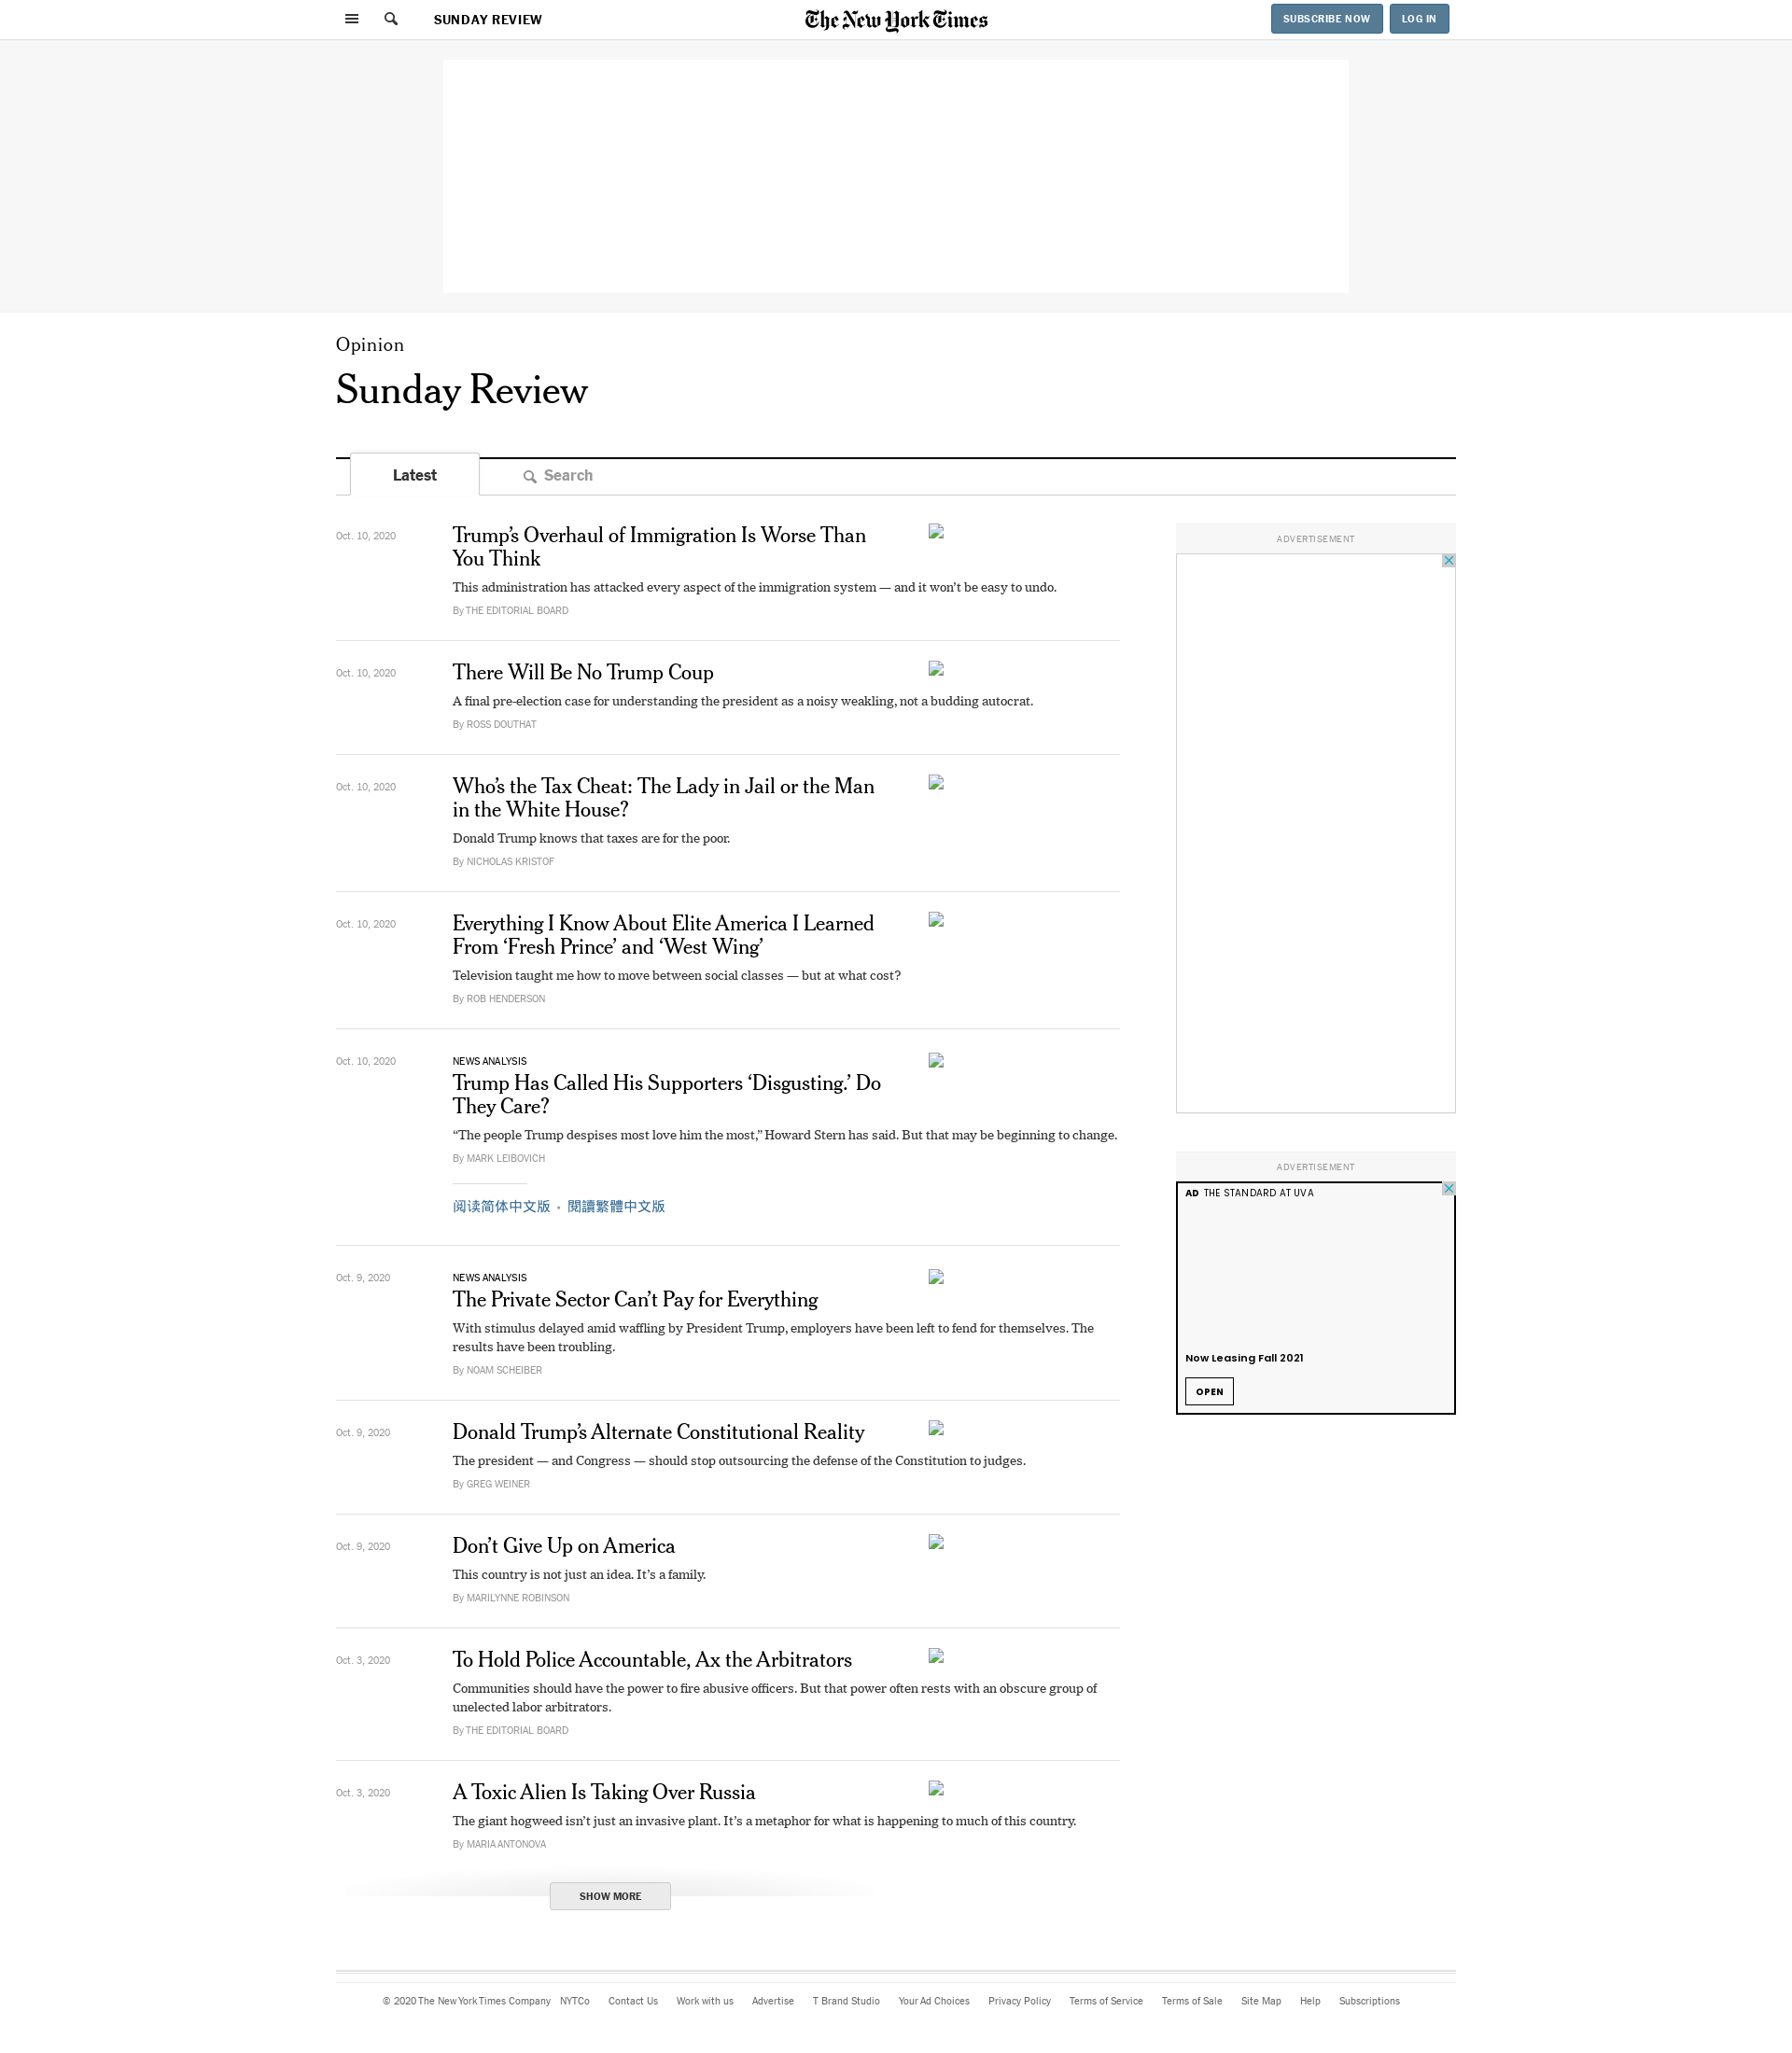 SUNDAY REVIEW
The New York Times
SUBSCRIBE NOW
LOG IN
Opinion
Sunday Review
Latest
Search
Oct. 10, 2020
Trump’s Overhaul of Immigration Is Worse Than
You Think
This administration has attacked every aspect of the immigration system — and it won’t be easy to undo.
By THE EDITORIAL BOARD
Oct. 10, 2020
There Will Be No Trump Coup
A final pre-election case for understanding the president as a noisy weakling, not a budding autocrat.
By ROSS DOUTHAT
Oct. 10, 2020
Who’s the Tax Cheat: The Lady in Jail or the Man
in the White House?
Donald Trump knows that taxes are for the poor.
By NICHOLAS KRISTOF
Oct. 10, 2020
Everything I Know About Elite America I Learned
From ‘Fresh Prince’ and ‘West Wing’
Television taught me how to move between social classes — but at what cost?
By ROB HENDERSON
Oct. 10, 2020
NEWS ANALYSIS
Trump Has Called His Supporters ‘Disgusting.’ Do
They Care?
“The people Trump despises most love him the most,” Howard Stern has said. But that may be beginning to change.
By MARK LEIBOVICH
阅读简体中文版 • 閱讀繁體中文版
Oct. 9, 2020
NEWS ANALYSIS
The Private Sector Can’t Pay for Everything
With stimulus delayed amid waffling by President Trump, employers have been left to fend for themselves. The
results have been troubling.
By NOAM SCHEIBER
Oct. 9, 2020
Donald Trump’s Alternate Constitutional Reality
The president — and Congress — should stop outsourcing the defense of the Constitution to judges.
By GREG WEINER
Oct. 9, 2020
Don’t Give Up on America
This country is not just an idea. It’s a family.
By MARILYNNE ROBINSON
Oct. 3, 2020
To Hold Police Accountable, Ax the Arbitrators
Communities should have the power to fire abusive officers. But that power often rests with an obscure group of
unelected labor arbitrators.
By THE EDITORIAL BOARD
Oct. 3, 2020
A Toxic Alien Is Taking Over Russia
The giant hogweed isn’t just an invasive plant. It’s a metaphor for what is happening to much of this country.
By MARIA ANTONOVA
SHOW MORE
ADVERTISEMENT
ADVERTISEMENT
AD THE STANDARD AT UVA
Now Leasing Fall 2021
OPEN
© 2020 The New York Times Company NYTCo Contact Us Work with us Advertise T Brand Studio Your Ad Choices Privacy Policy Terms of Service Terms of Sale Site Map Help Subscriptions